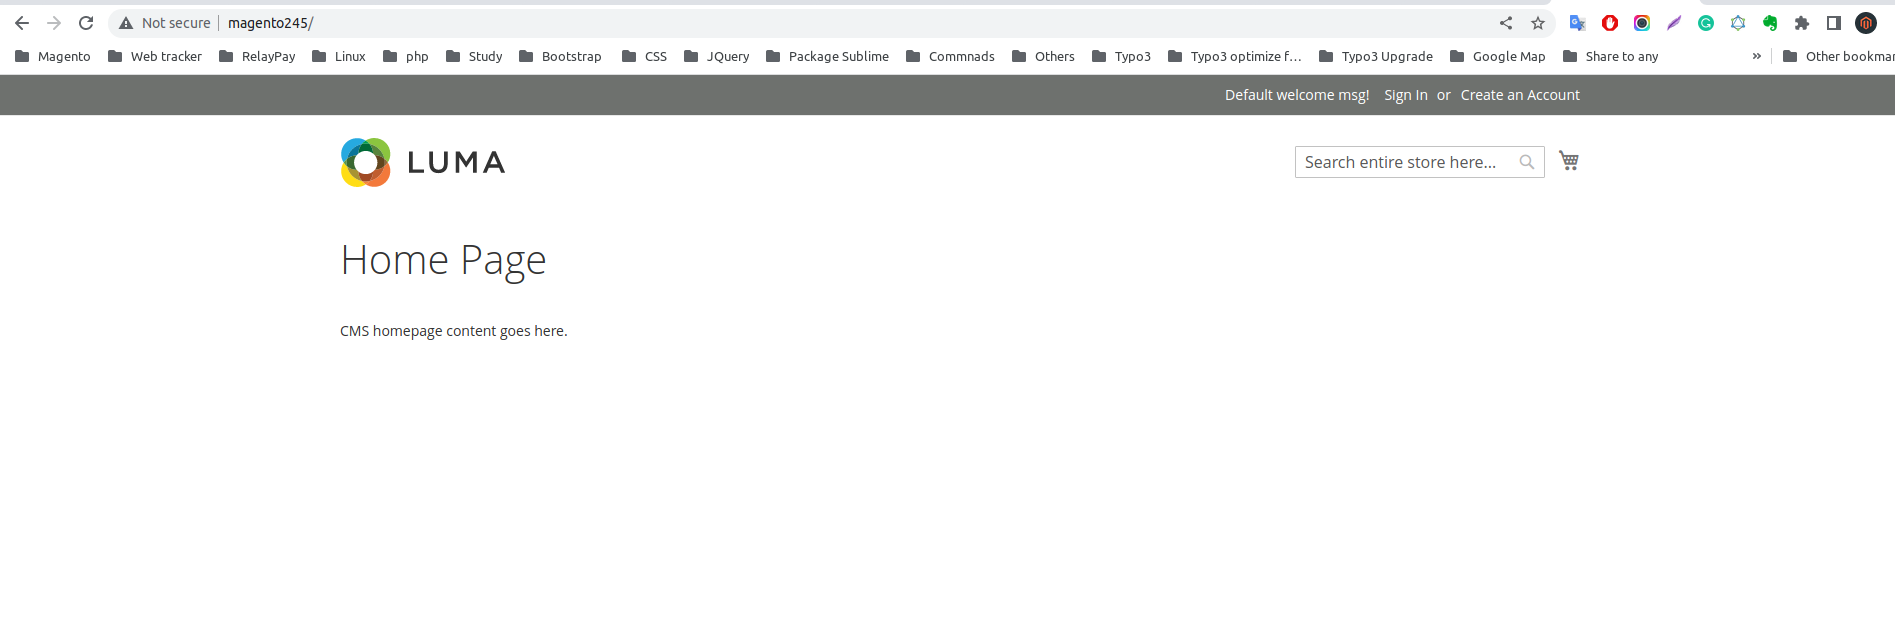 Not secure | magento245/
Magento Web tracker RelayPay Linux php Study Bootstrap CSS JQuery Package Sublime Commnads Others Typo3 Typo3 optimize f... Typo3 Upgrade Google Map Share to any » Other bookmar
Default welcome msg! Sign In or Create an Account
LUMA
Search entire store here...
Home Page
CMS homepage content goes here.